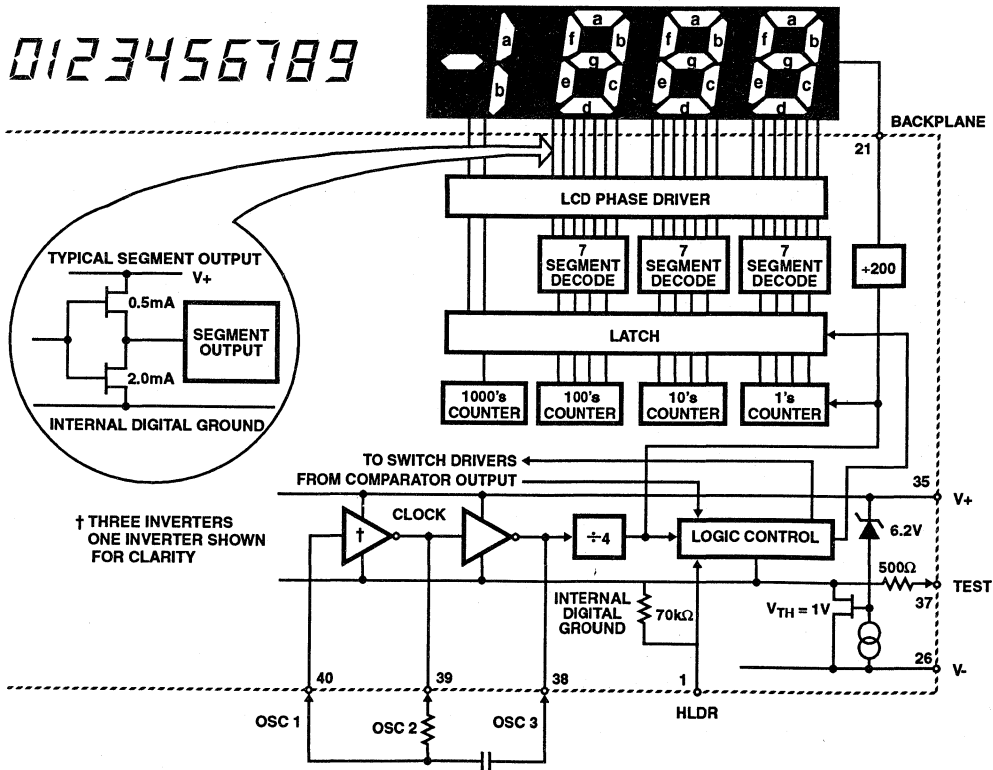 0123456789
a
b
a
f
b
g
e
c
d
a
f
b
g
e
c
d
a
f
b
g
e
c
d
BACKPLANE
21
LCD PHASE DRIVER
TYPICAL SEGMENT OUTPUT
V+
0.5mA
SEGMENT
OUTPUT
2.0mA
INTERNAL DIGITAL GROUND
7
SEGMENT
DECODE
7
SEGMENT
DECODE
7
SEGMENT
DECODE
÷200
LATCH
1000's
COUNTER
100's
COUNTER
10's
COUNTER
1's
COUNTER
TO SWITCH DRIVERS
FROM COMPARATOR OUTPUT
35
V+
† THREE INVERTERS
ONE INVERTER SHOWN
FOR CLARITY
†
CLOCK
÷4
LOGIC CONTROL
6.2V
500Ω
TEST
37
INTERNAL
DIGITAL
GROUND
70kΩ
VTH = 1V
26
V-
40
39
38
1
OSC 1
OSC 2
OSC 3
HLDR